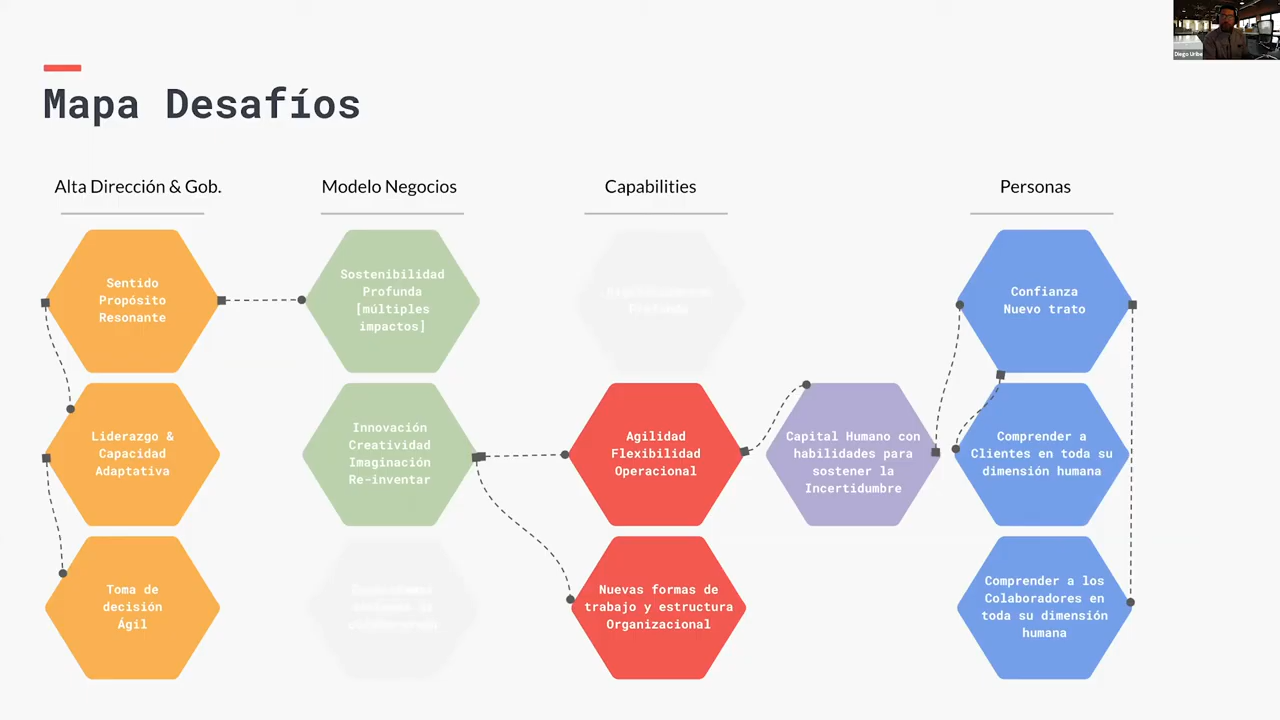 Diego Uribe
Mapa Desafíos
Alta Dirección & Gob.
Modelo Negocios
Capabilities
Personas
Sentido
Propósito
Resonante
Sostenibilidad
Profunda
[múltiples
impactos]
Profunda
Confianza
Nuevo trato
Liderazgo &
Capacidad
Adaptativa
Innovación
Creatividad
Imaginación
Re-inventar
Agilidad
Flexibilidad
Operacional
Capital Humano con
habilidades para
sostener la
Incertidumbre
Comprender a
Clientes en toda su
dimensión humana
Toma de
decisión
Ágil
Nuevas formas de
trabajo y estructura
Organizacional
Comprender a los
Colaboradores en
toda su dimensión
humana